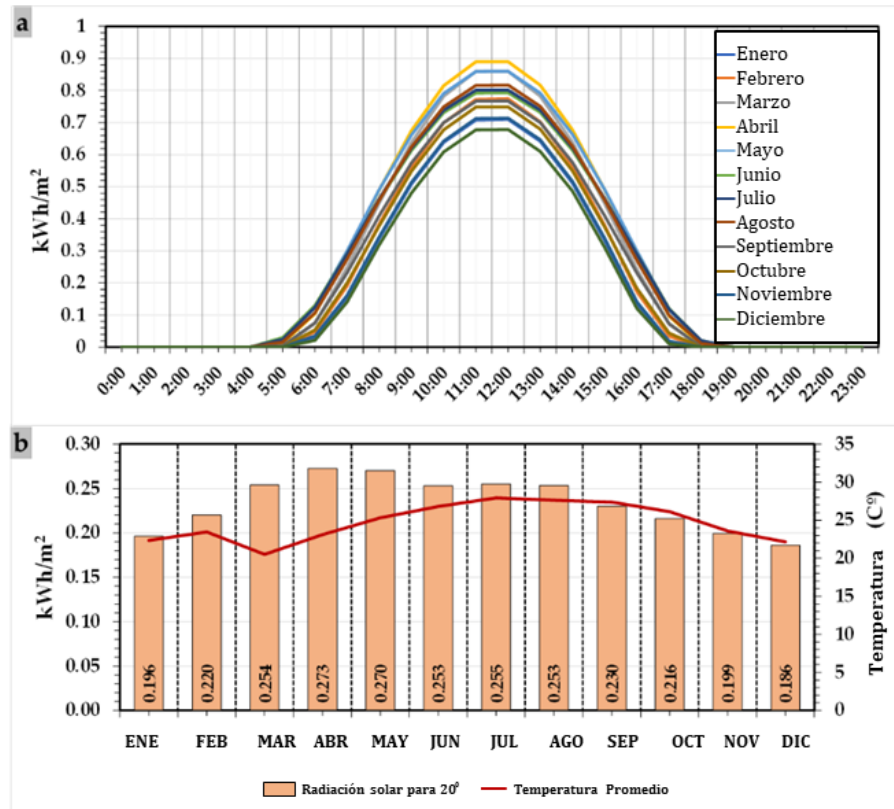 a
kWh/m²
1
0.9
0.8
0.7
0.6
0.5
0.4
0.3
0.2
0.1
0
Enero
Febrero
Marzo
Abril
Mayo
Junio
Julio
Agosto
Septiembre
Octubre
Noviembre
Diciembre
0:00 1:00 2:00 3:00 4:00 5:00 6:00 7:00 8:00 9:00 10:00 11:00 12:00 13:00 14:00 15:00 16:00 17:00 18:00 19:00 20:00 21:00 22:00 23:00
b
kWh/m²
0.30
0.25
0.20
0.15
0.10
0.05
0.00
0.196 0.220 0.254 0.273 0.270 0.253 0.255 0.253 0.230 0.216 0.199 0.186
35
30
25
20
15
10
5
0
Temperatura (Cº)
ENE FEB MAR ABR MAY JUN JUL AGO SEP OCT NOV DIC
Radiación solar para 20⁰ Temperatura Promedio